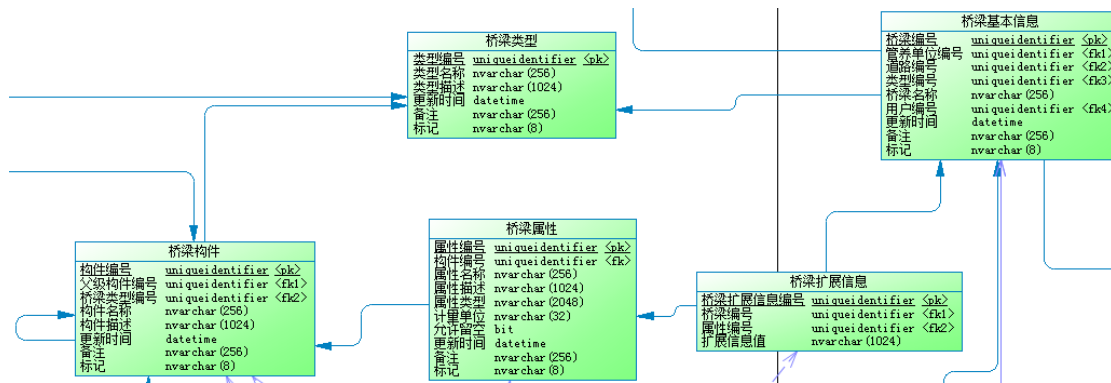 桥梁类型
类型编号 uniqueidentifier <pk>
类型名称 nvarchar(256)
类型描述 nvarchar(1024)
更新时间 datetime
备注 nvarchar(256)
标记 nvarchar(8)
桥梁基本信息
桥梁编号 uniqueidentifier <pk>
管养单位编号 uniqueidentifier <fk1>
道路编号 uniqueidentifier <fk2>
类型编号 uniqueidentifier <fk3>
桥梁名称 nvarchar(256)
用户编号 uniqueidentifier <fk4>
更新时间 datetime
备注 nvarchar(256)
标记 nvarchar(8)
桥梁构件
构件编号 uniqueidentifier <pk>
父级构件编号 uniqueidentifier <fk1>
桥梁类型编号 uniqueidentifier <fk2>
构件名称 nvarchar(256)
构件描述 nvarchar(1024)
更新时间 datetime
备注 nvarchar(256)
标记 nvarchar(8)
桥梁属性
属性编号 uniqueidentifier <pk>
构件编号 uniqueidentifier <fk>
属性名称 nvarchar(256)
属性描述 nvarchar(1024)
属性类型 nvarchar(2048)
计量单位 nvarchar(32)
允许留空 bit
更新时间 datetime
备注 nvarchar(256)
标记 nvarchar(8)
桥梁扩展信息
桥梁扩展信息编号 uniqueidentifier <pk>
桥梁编号 uniqueidentifier <fk1>
属性编号 uniqueidentifier <fk2>
扩展信息值 nvarchar(1024)